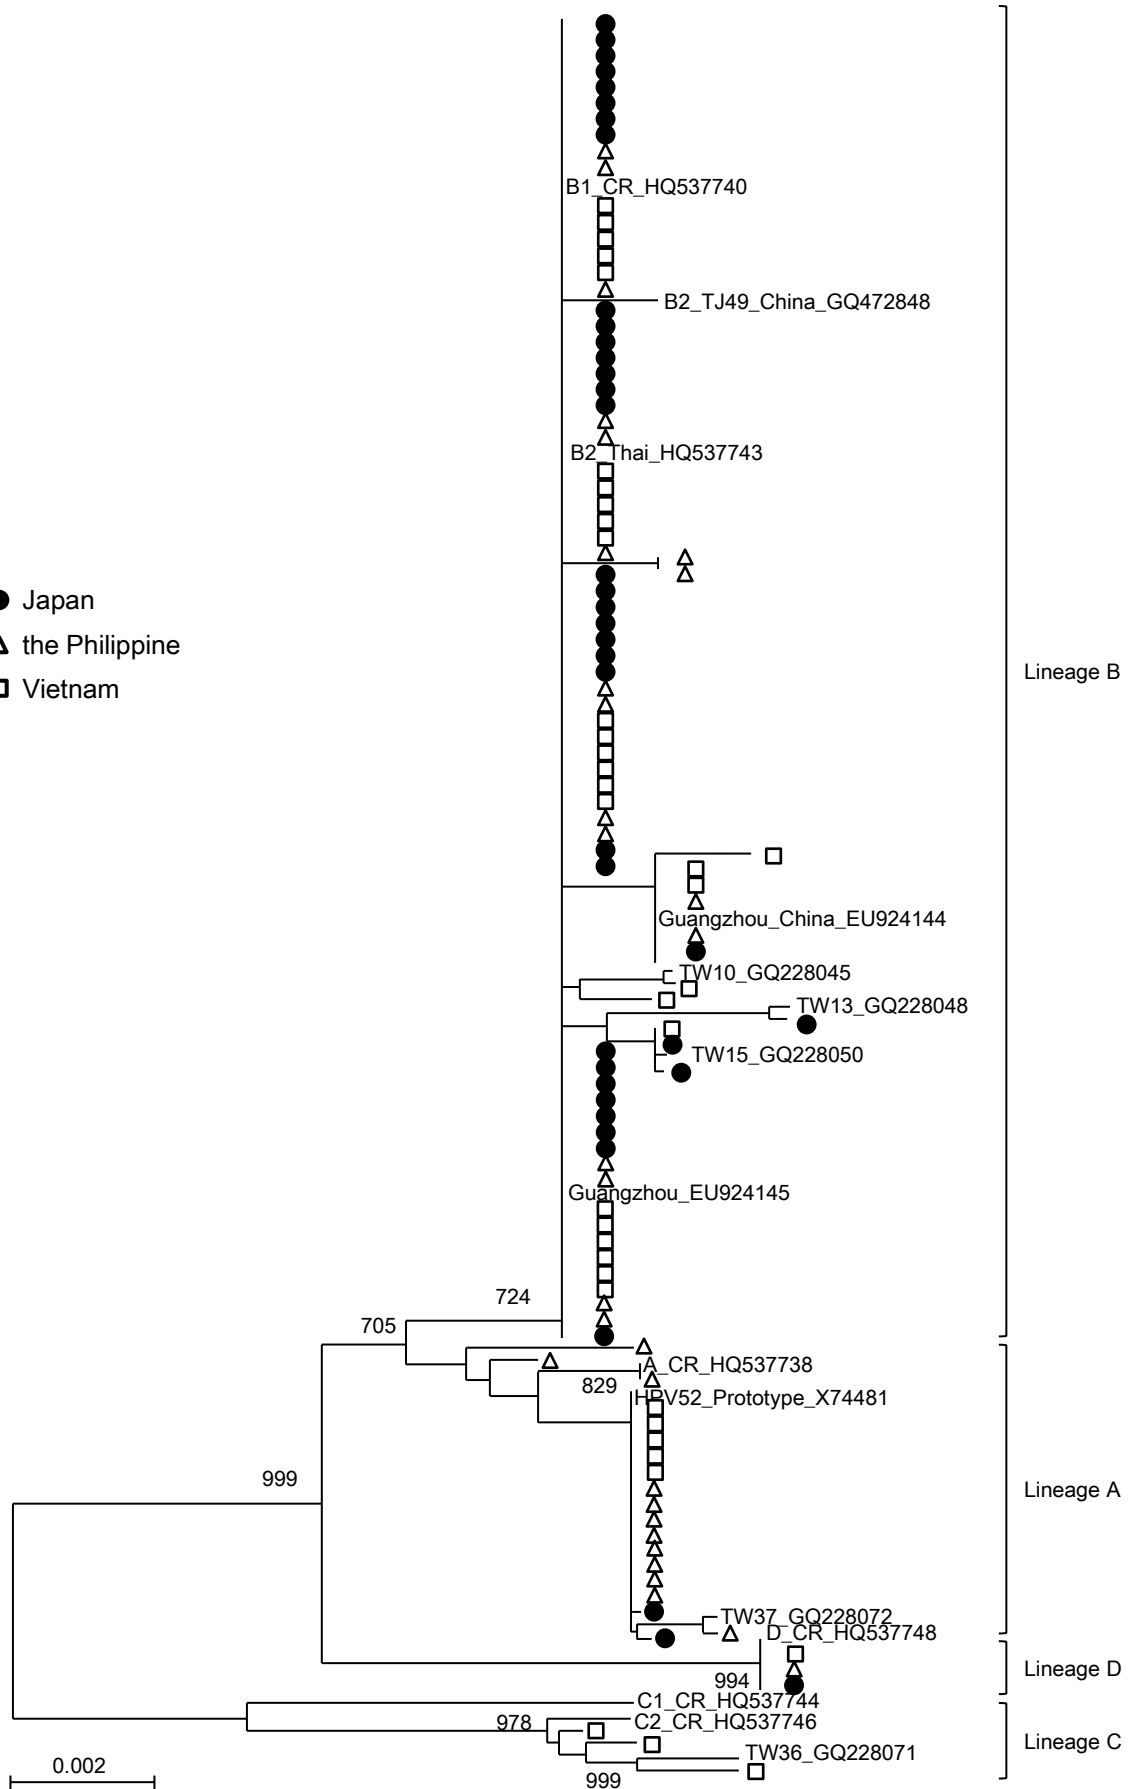 B1_CR_HQ537740
B2_TJ49_China_GQ472848
B2_Thai_HQ537743
Japan
the Philippine
Vietnam
Lineage B
Guangzhou_China_EU924144
TW10_GQ228045
TW13_GQ228048
TW15_GQ228050
Guangzhou_EU924145
724
705
A_CR_HQ537738
829
HPV52_Prototype_X74481
999
Lineage A
TW37_GQ228072
D_CR_HQ537748
Lineage D
994
C1_CR_HQ537744
C2_CR_HQ537746
978
Lineage C
TW36_GQ228071
0.002
999